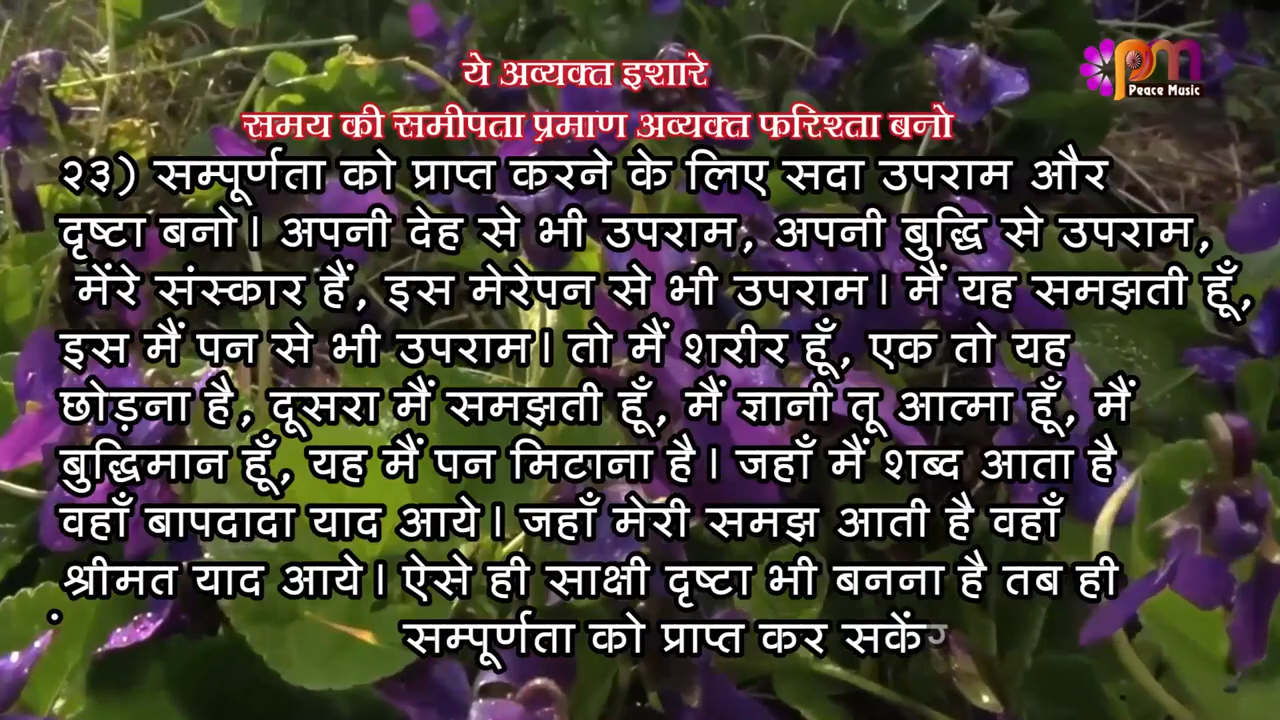 ये अव्यक्त इशारे
pm
Peace Music
समय की समीपता प्रमाण अव्यक्त फरिश्ता बनो
२३) सम्पूर्णता को प्राप्त करने के लिए सदा उपराम और
दृष्टा बनो। अपनी देह से भी उपराम, अपनी बुद्धि से उपराम,
मेंरे संस्कार हैं, इस मेरेपन से भी उपराम। मैं यह समझती हूँ,
इस मैं पन से भी उपराम। तो मैं शरीर हूँ, एक तो यह
छोड़ना है, दूसरा मैं समझती हूँ, मैं ज्ञानी तू आत्मा हूँ, मैं
बुद्धिमान हूँ, यह मैं पन मिटाना है। जहाँ मैं शब्द आता है
वहाँ बापदादा याद आये। जहाँ मेरी समझ आती है वहाँ
श्रीमत याद आये। ऐसे ही साक्षी दृष्टा भी बनना है तब ही
सम्पूर्णता को प्राप्त कर सकें